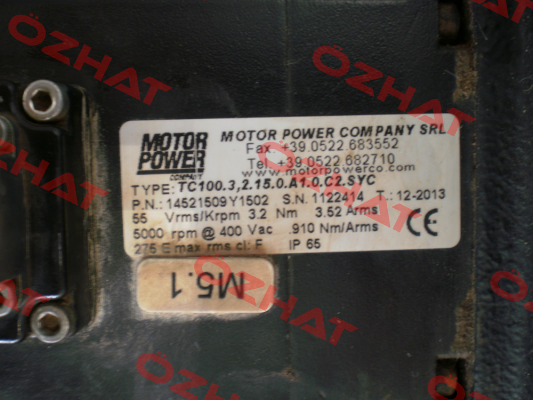 MOTOR POWER COMPANY
MOTOR POWER COMPANY SRL
Fax. +39.0522.683552
Tel. +39.0522.682710
www.motorpowerco.com
TYPE: TC100.3,2.15.0.A1.0.C2.SYC
P.N.: 14521509Y1502 S.N. 1122414 T.: 12-2013
55 Vrms/Krpm 3.2 Nm 3.52 Arms
5000 rpm @ 400 Vac .910 Nm/Arms
275 E max rms cl: F IP 65
CE
M5.1
OZHAT
OZHAT
OZHAT
OZHAT
OZHAT
OZHAT
OZHAT
OZHAT